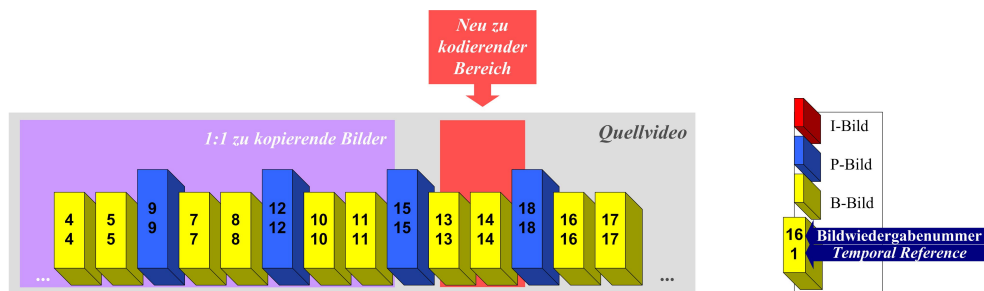 Neu zu
kodierender
Bereich
1:1 zu kopierende Bilder
Quellvideo
4 5 9 7 8 12 10 11 15 13 14 18 16 17
4 5 9 7 8 12 10 11 15 13 14 18 16 17
... ...
I-Bild
P-Bild
B-Bild
16 Bildwiedergabenummer
1 Temporal Reference